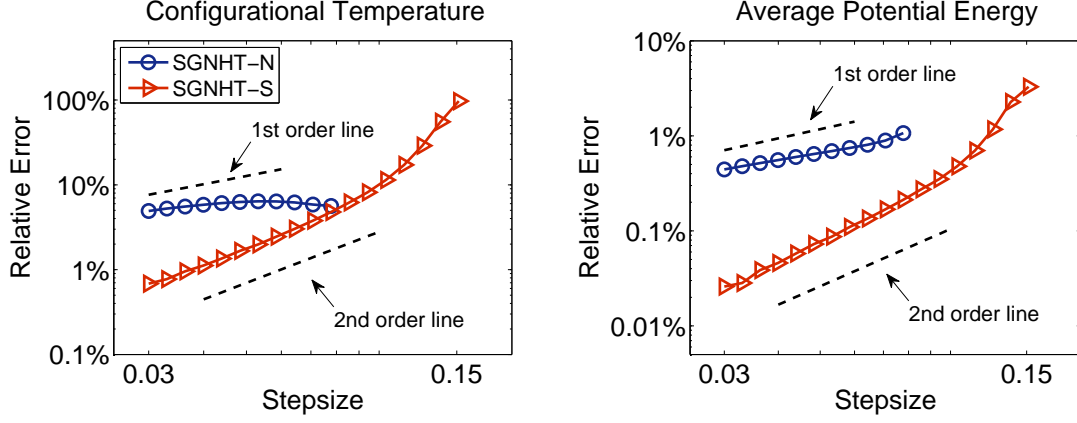 Configurational Temperature
SGNHT-N
SGNHT-S
100%
10%
1%
0.1%
Relative Error
1st order line
2nd order line
0.03
0.15
Stepsize
Average Potential Energy
10%
1%
0.1%
0.01%
Relative Error
1st order line
2nd order line
0.03
0.15
Stepsize